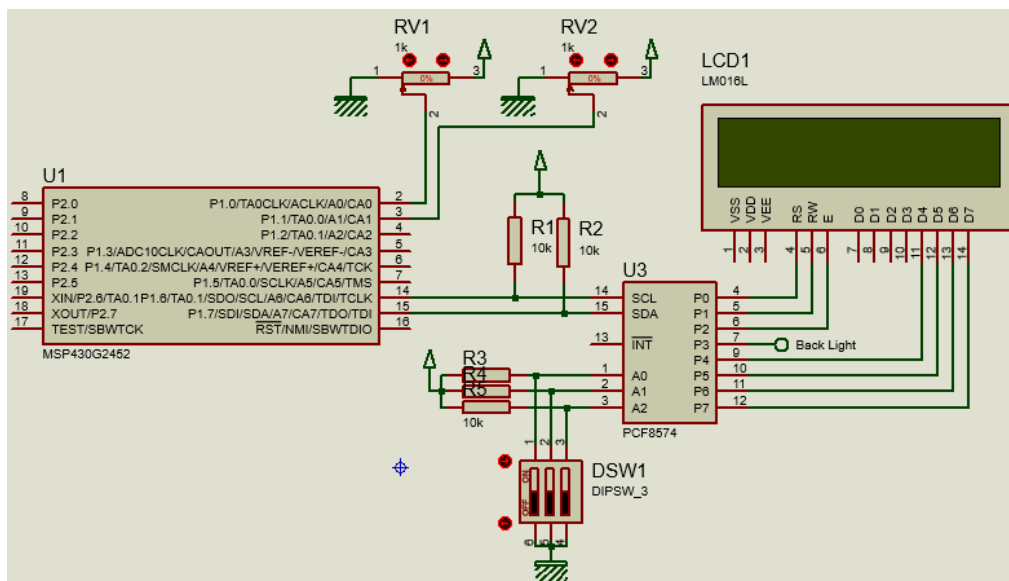 RV1
1k
0%
1
3
2
RV2
1k
0%
1
3
2
LCD1
LM016L
VSS
VDD
VEE
RS
RW
E
D0
D1
D2
D3
D4
D5
D6
D7
1
2
3
4
5
6
7
8
9
10
11
12
13
14
U1
8 P2.0 P1.0/TA0CLK/ACLK/A0/CA0 2
9 P2.1 P1.1/TA0.0/A1/CA1 3
10 P2.2 P1.2/TA0.1/A2/CA2 4
11 P2.3 P1.3/ADC10CLK/CAOUT/A3/VREF-/VEREF-/CA3 5
12 P2.4 P1.4/TA0.2/SMCLK/A4/VREF+/VEREF+/CA4/TCK 6
13 P2.5 P1.5/TA0.0/SCLK/A5/CA5/TMS 7
19 XIN/P2.6/TA0.1 P1.6/TA0.1/SDO/SCL/A6/CA6/TDI/TCLK 14
18 XOUT/P2.7 P1.7/SDI/SDA/A7/CA7/TDO/TDI 15
17 TEST/SBWTCK RST/NMI/SBWTDIO 16
MSP430G2452
R1
10k
R2
10k
U3
14 SCL P0 4
15 SDA P1 5
P2 6
13 INT P3 7
P4 9
1 A0 P5 10
2 A1 P6 11
3 A2 P7 12
PCF8574
Back Light
R3
R4
R5
10k
1
2
3
ON
OFF
6
5
4
DSW1
DIPSW_3